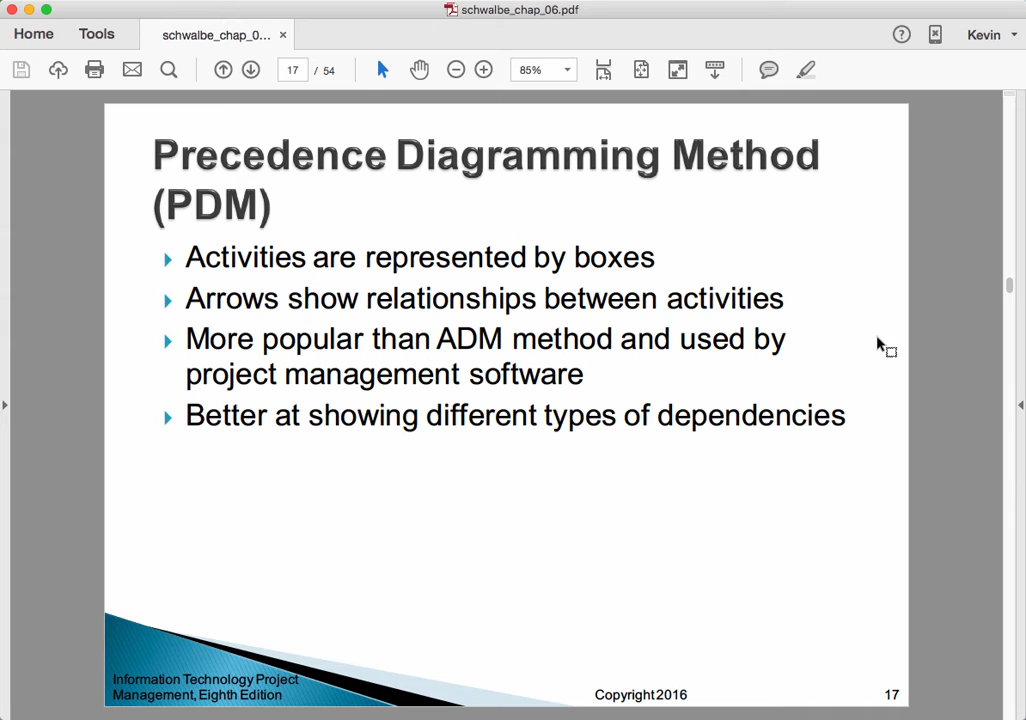 schwalbe_chap_06.pdf
Home Tools schwalbe_chap_0... × Kevin
17 / 54 85%
Precedence Diagramming Method
(PDM)
Activities are represented by boxes
Arrows show relationships between activities
More popular than ADM method and used by
project management software
Better at showing different types of dependencies
Information Technology Project
Management, Eighth Edition
Copyright 2016
17